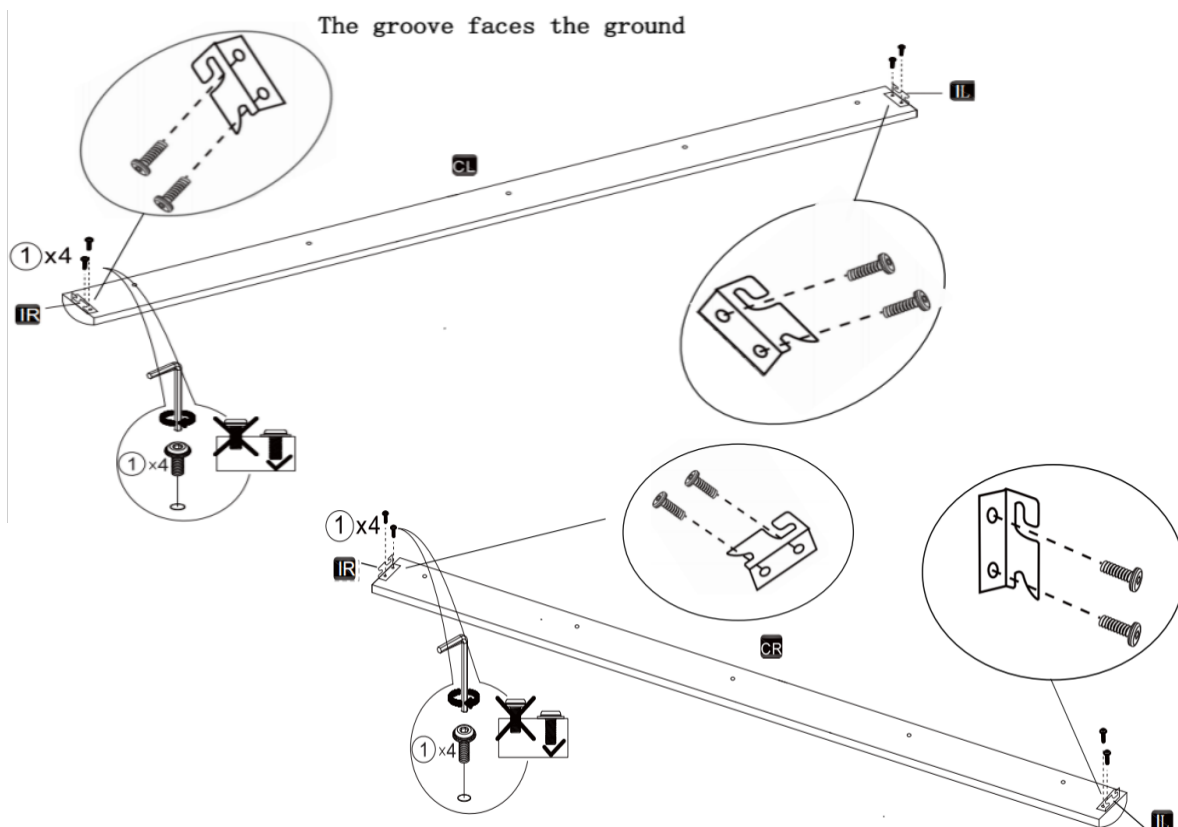 The groove faces the ground
IL
CL
①x4
IR
①x4
①x4
IR
CR
①x4
IL